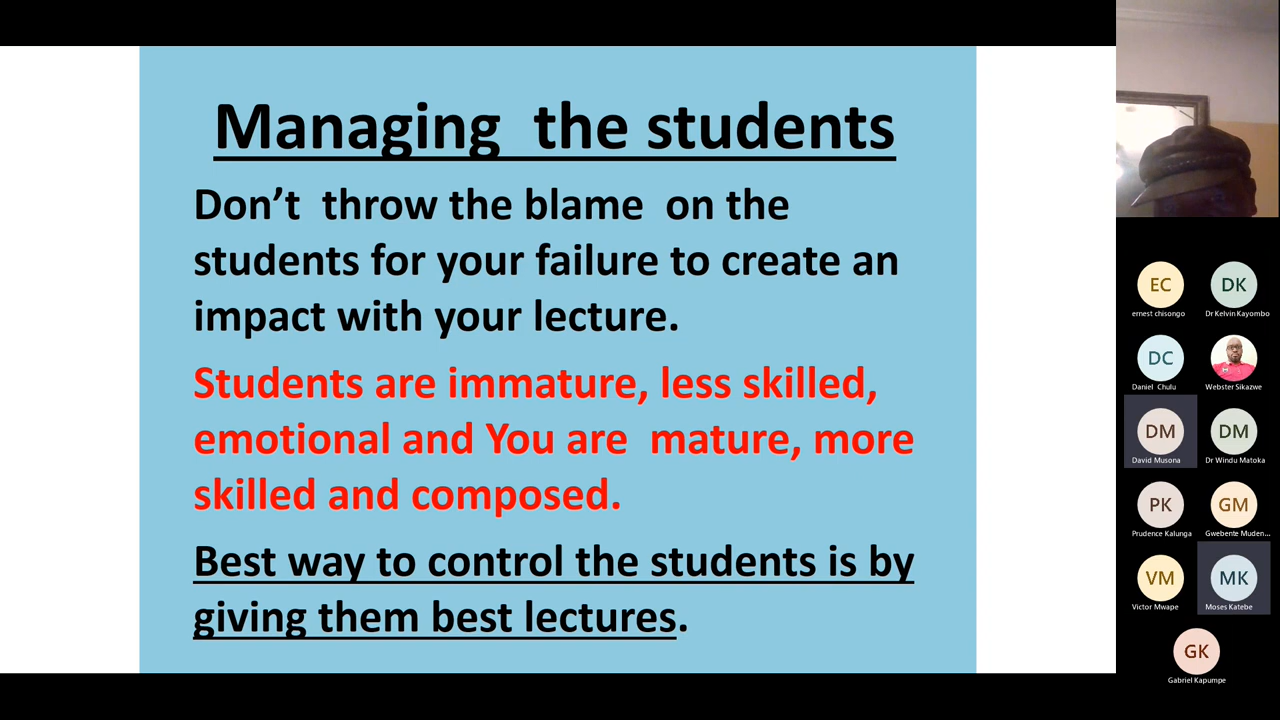 Managing the students
Don’t throw the blame on the
students for your failure to create an
impact with your lecture.
Students are immature, less skilled,
emotional and You are mature, more
skilled and composed.
Best way to control the students is by
giving them best lectures.
EC
ernest chisongo
DK
Dr Kelvin Kayombo
DC
Daniel Chulu
Webster Sikazwe
DM
David Musona
DM
Dr Windu Matoka
PK
Prudence Kalunga
GM
Gwebente Muden...
VM
Victor Mwape
MK
Moses Katebe
GK
Gabriel Kapumpe